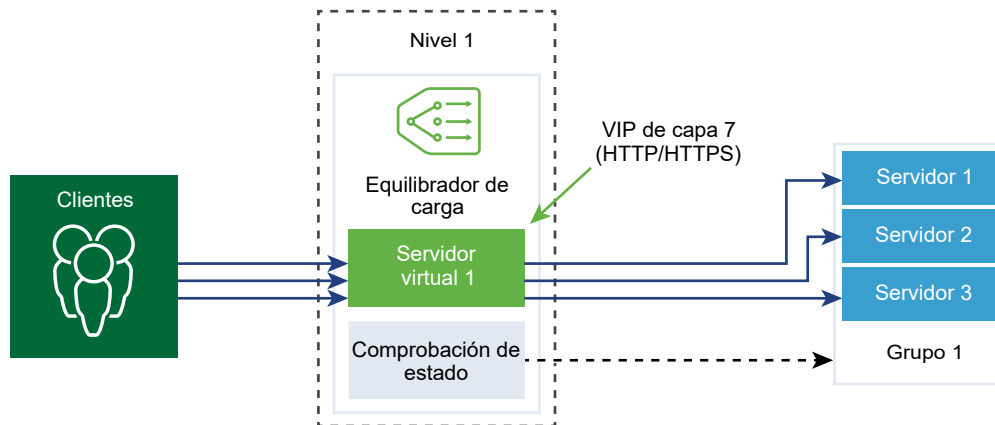 Nivel 1
VIP de capa 7
(HTTP/HTTPS)
Clientes
Equilibrador de
carga
Servidor
virtual 1
Comprobación de
estado
Servidor 1
Servidor 2
Servidor 3
Grupo 1